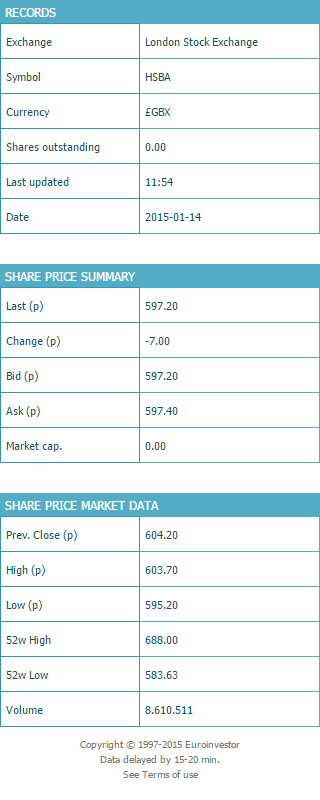 RECORDS
Exchange London Stock Exchange
Symbol HSBA
Currency £GBX
Shares outstanding 0.00
Last updated 11:54
Date 2015-01-14
SHARE PRICE SUMMARY
Last (p) 597.20
Change (p) -7.00
Bid (p) 597.20
Ask (p) 597.40
Market cap. 0.00
SHARE PRICE MARKET DATA
Prev. Close (p) 604.20
High (p) 603.70
Low (p) 595.20
52w High 688.00
52w Low 583.63
Volume 8.610.511
Copyright © 1997-2015 Euroinvestor
Data delayed by 15-20 min.
See Terms of use